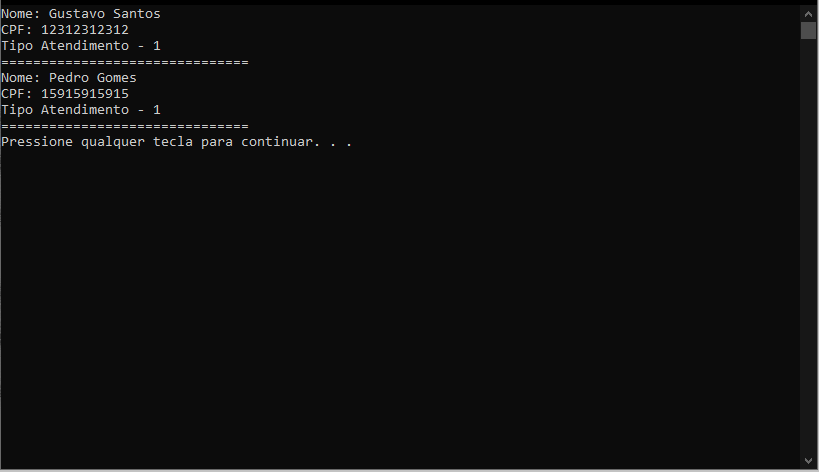 Nome: Gustavo Santos
CPF: 12312312312
Tipo Atendimento - 1
===============================
Nome: Pedro Gomes
CPF: 15915915915
Tipo Atendimento - 1
===============================
Pressione qualquer tecla para continuar. . .